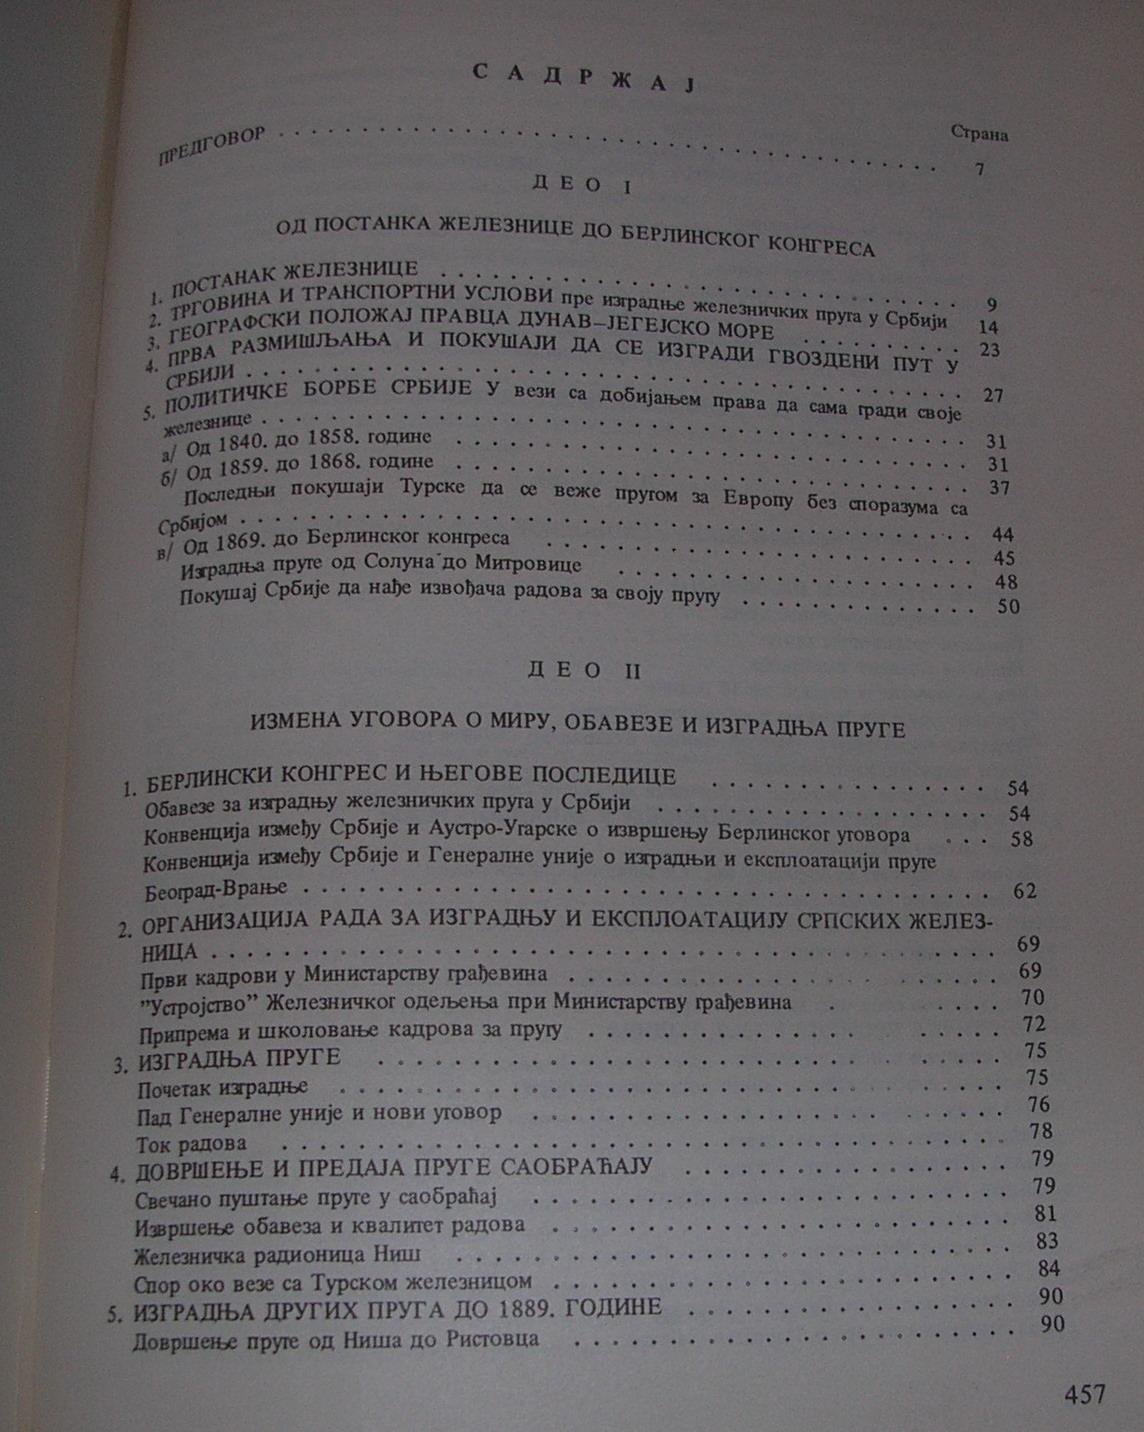 САДРЖАЈ
Страна
ПРЕДГОВОР . . . . . . . . . . . . . . . . . . . . . . . . . . . . . . 7
ДЕО I
ОД ПОСТАНКА ЖЕЛЕЗНИЦЕ ДО БЕРЛИНСКОГ КОНГРЕСА
1. ПОСТАНАК ЖЕЛЕЗНИЦЕ . . . . . . . . . . . . . . . . . . . . 9
2. ТРГОВИНА И ТРАНСПОРТНИ УСЛОВИ пре изградње железничких пруга у Србији 14
3. ГЕОГРАФСКИ ПОЛОЖАЈ ПРАВЦА ДУНАВ–ЈЕГЕЈСКО МОРЕ . . . . . . . . 23
4. ПРВА РАЗМИШЉАЊА И ПОКУШАЈИ ДА СЕ ИЗГРАДИ ГВОЗДЕНИ ПУТ У
СРБИЈИ . . . . . . . . . . . . . . . . . . . . . . . . . . . . . . 27
5. ПОЛИТИЧКЕ БОРБЕ СРБИЈЕ У вези са добијањем права да сама гради своје
железнице . . . . . . . . . . . . . . . . . . . . . . . . . . . . . 31
а/ Од 1840. до 1858. године . . . . . . . . . . . . . . . . . . . . 31
б/ Од 1859. до 1868. године . . . . . . . . . . . . . . . . . . . . 37
Последњи покушаји Турске да се веже пругом за Европу без споразума са
Србијом . . . . . . . . . . . . . . . . . . . . . . . . . . . . . . 44
в/ Од 1869. до Берлинског конгреса . . . . . . . . . . . . . . . . . 45
Изградња пруге од Солуна до Митровице . . . . . . . . . . . . . . . 48
Покушај Србије да нађе извођача радова за своју пругу . . . . . . . . . 50
ДЕО II
ИЗМЕНА УГОВОРА О МИРУ, ОБАВЕЗЕ И ИЗГРАДЊА ПРУГЕ
1. БЕРЛИНСКИ КОНГРЕС И ЊЕГОВЕ ПОСЛЕДИЦЕ . . . . . . . . . . . . . 54
Обавезе за изградњу железничких пруга у Србији . . . . . . . . . . . . 54
Конвенција између Србије и Аустро-Угарске о извршењу Берлинског уговора . . . 58
Конвенција између Србије и Генералне уније о изградњи и експлоатацији пруге
Београд-Врање . . . . . . . . . . . . . . . . . . . . . . . . . . . 62
2. ОРГАНИЗАЦИЈА РАДА ЗА ИЗГРАДЊУ И ЕКСПЛОАТАЦИЈУ СРПСКИХ ЖЕЛЕЗ-
НИЦА . . . . . . . . . . . . . . . . . . . . . . . . . . . . . . . 69
Први кадрови у Министарству грађевина . . . . . . . . . . . . . . . . 69
"Устројство" Железничког одељења при Министарству грађевина . . . . . 70
Припрема и школовање кадрова за пругу . . . . . . . . . . . . . . . . 72
3. ИЗГРАДЊА ПРУГЕ . . . . . . . . . . . . . . . . . . . . . . . . 75
Почетак изградње . . . . . . . . . . . . . . . . . . . . . . . . . . 75
Пад Генералне уније и нови уговор . . . . . . . . . . . . . . . . . . 76
Ток радова . . . . . . . . . . . . . . . . . . . . . . . . . . . . . 78
4. ДОВРШЕЊЕ И ПРЕДАЈА ПРУГЕ САОБРАЋАЈУ . . . . . . . . . . . . . 79
Свечано пуштање пруге у саобраћај . . . . . . . . . . . . . . . . . . 79
Извршење обавеза и квалитет радова . . . . . . . . . . . . . . . . . 81
Железничка радионица Ниш . . . . . . . . . . . . . . . . . . . . . . 83
Спор око везе са Турском железницом . . . . . . . . . . . . . . . . . 84
5. ИЗГРАДЊА ДРУГИХ ПРУГА ДО 1889. ГОДИНЕ . . . . . . . . . . . . . 90
Довршење пруге од Ниша до Ристовца . . . . . . . . . . . . . . . . . 90
457